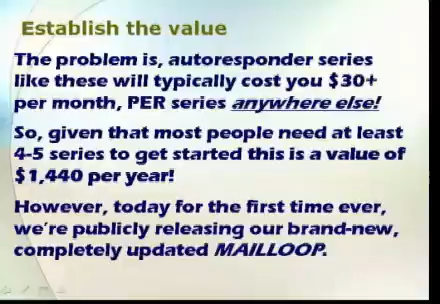 Establish the value
The problem is, autoresponder series
like these will typically cost you $30+
per month, PER series anywhere else!
So, given that most people need at least
4-5 series to get started this is a value of
$1,440 per year!
However, today for the first time ever,
we're publicly releasing our brand-new,
completely updated MAILLOOP.